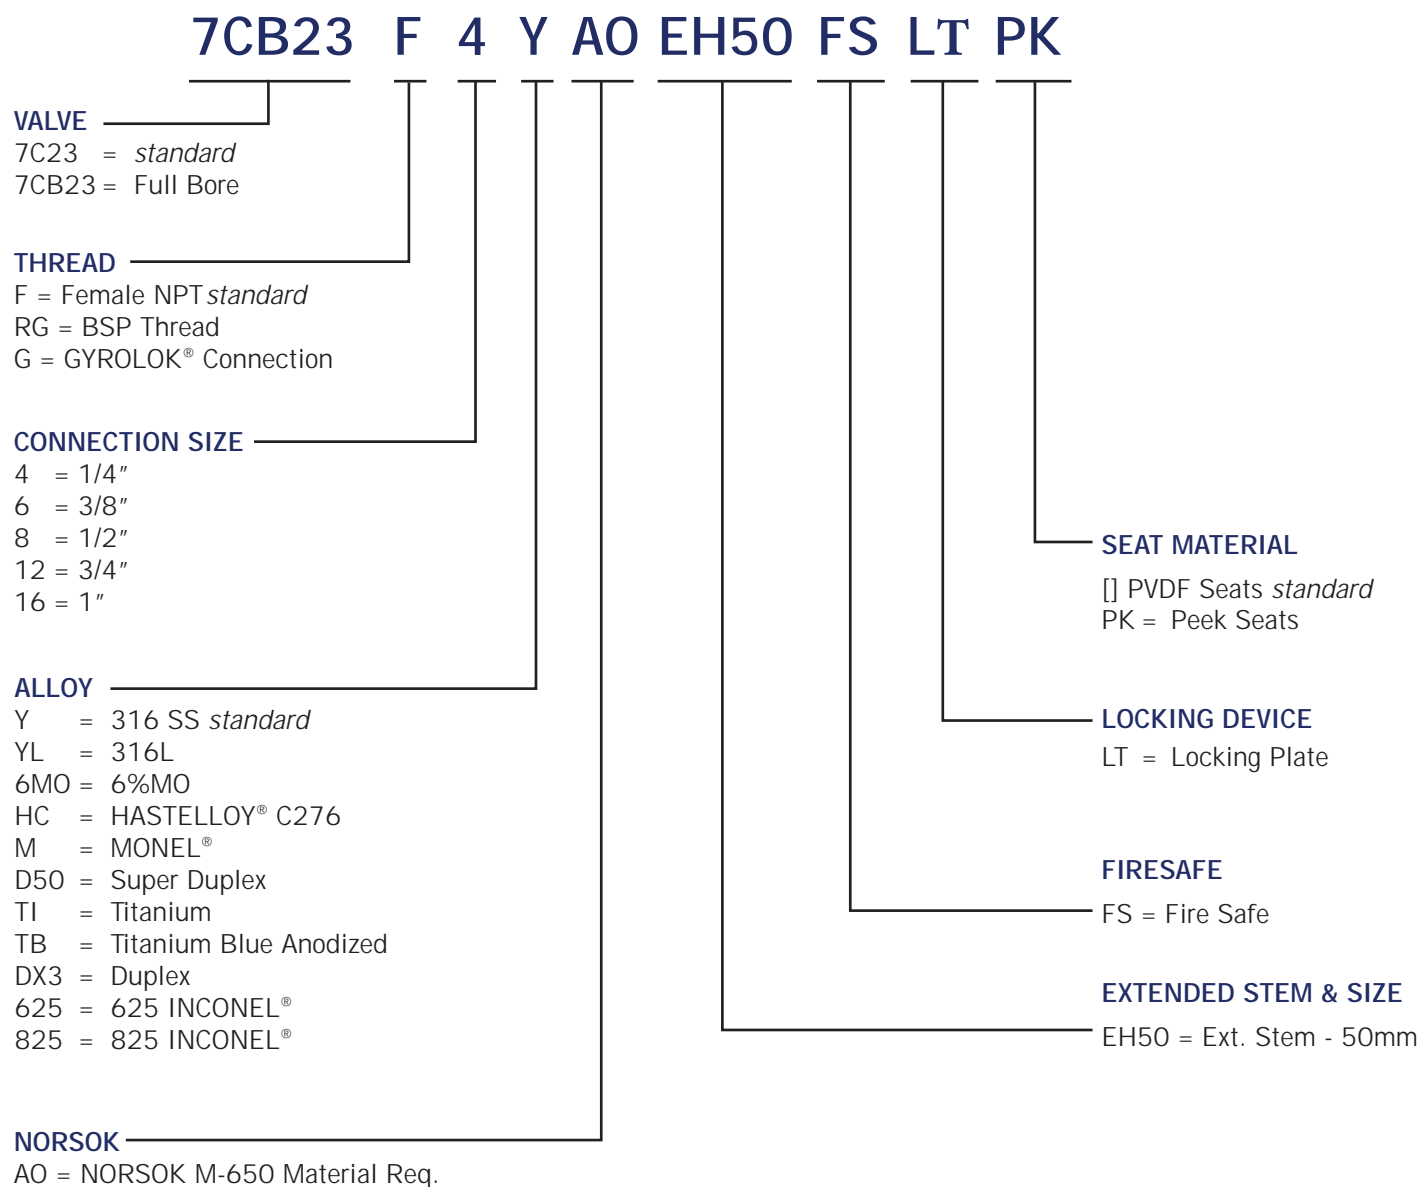 7CB23 F 4 Y AO EH50 FS LT PK
VALVE
7C23 = standard
7CB23 = Full Bore
THREAD
F = Female NPT standard
RG = BSP Thread
G = GYROLOK® Connection
CONNECTION SIZE
4 = 1/4″
6 = 3/8″
8 = 1/2″
12 = 3/4″
16 = 1″
ALLOY
Y = 316 SS standard
YL = 316L
6MO = 6%MO
HC = HASTELLOY® C276
M = MONEL®
D50 = Super Duplex
TI = Titanium
TB = Titanium Blue Anodized
DX3 = Duplex
625 = 625 INCONEL®
825 = 825 INCONEL®
NORSOK
AO = NORSOK M-650 Material Req.
SEAT MATERIAL
[] PVDF Seats standard
PK = Peek Seats
LOCKING DEVICE
LT = Locking Plate
FIRESAFE
FS = Fire Safe
EXTENDED STEM & SIZE
EH50 = Ext. Stem - 50mm